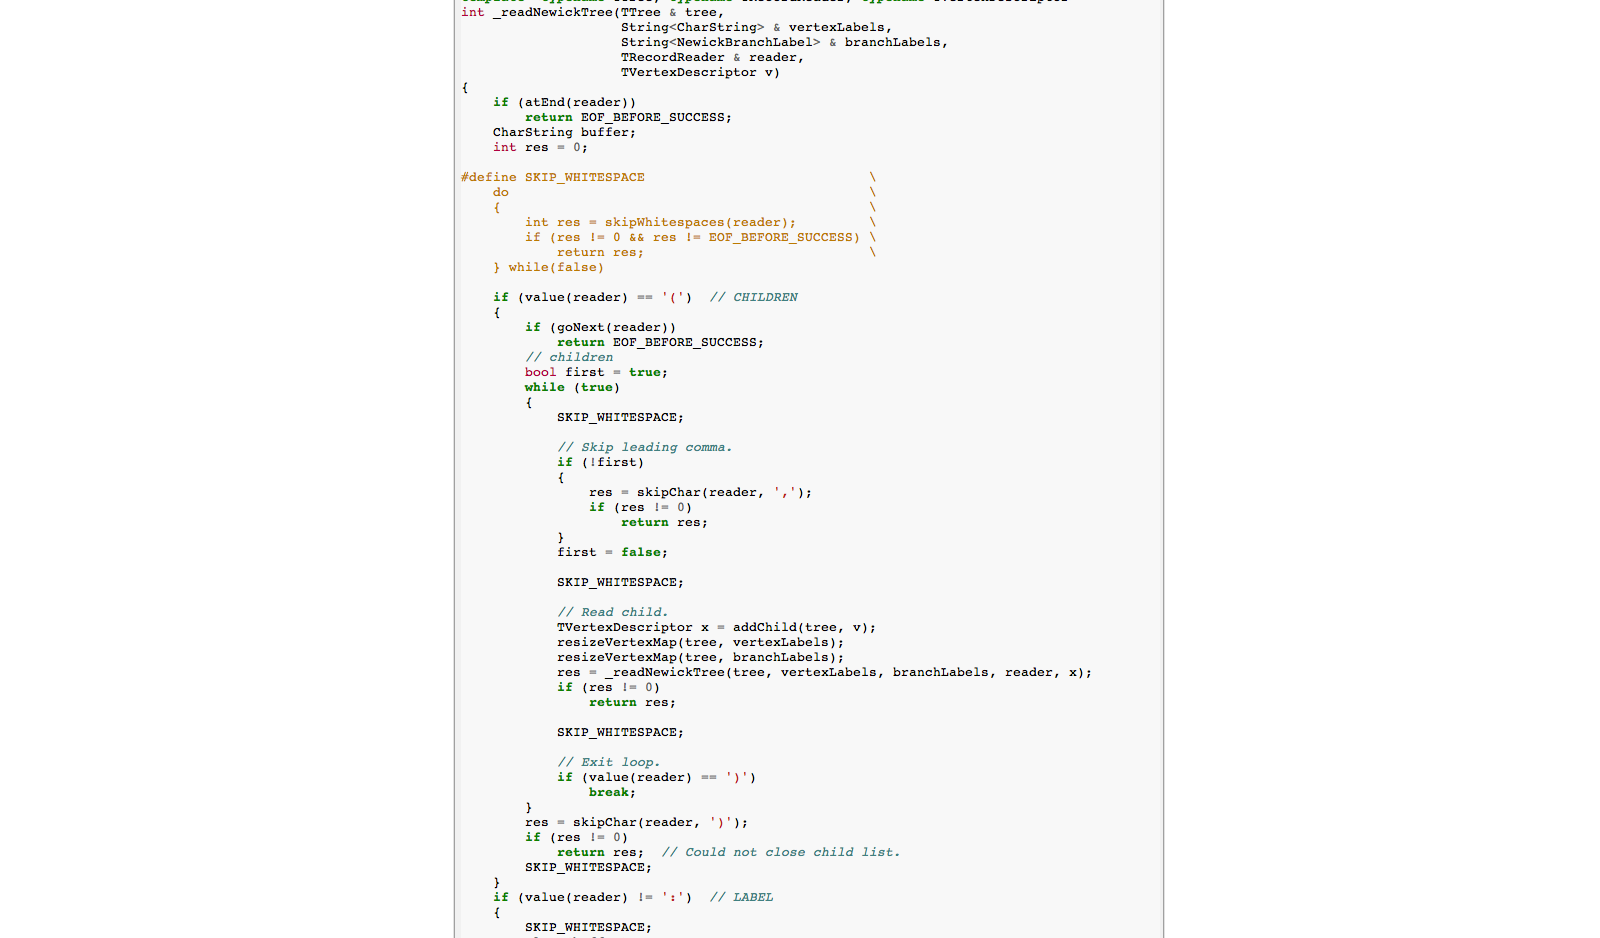 int _readNewickTree(TTree & tree,
                    String<CharString> & vertexLabels,
                    String<NewickBranchLabel> & branchLabels,
                    TRecordReader & reader,
                    TVertexDescriptor v)
{
    if (atEnd(reader))
        return EOF_BEFORE_SUCCESS;
    CharString buffer;
    int res = 0;

#define SKIP_WHITESPACE                            \
    do                                             \
    {                                              \
        int res = skipWhitespaces(reader);         \
        if (res != 0 && res != EOF_BEFORE_SUCCESS) \
            return res;                            \
    } while(false)

    if (value(reader) == '(')  // CHILDREN
    {
        if (goNext(reader))
            return EOF_BEFORE_SUCCESS;
        // children
        bool first = true;
        while (true)
        {
            SKIP_WHITESPACE;

            // Skip leading comma.
            if (!first)
            {
                res = skipChar(reader, ',');
                if (res != 0)
                    return res;
            }
            first = false;

            SKIP_WHITESPACE;

            // Read child.
            TVertexDescriptor x = addChild(tree, v);
            resizeVertexMap(tree, vertexLabels);
            resizeVertexMap(tree, branchLabels);
            res = _readNewickTree(tree, vertexLabels, branchLabels, reader, x);
            if (res != 0)
                return res;

            SKIP_WHITESPACE;

            // Exit loop.
            if (value(reader) == ')')
                break;
        }
        res = skipChar(reader, ')');
        if (res != 0)
            return res;  // Could not close child list.
        SKIP_WHITESPACE;
    }
    if (value(reader) != ':')  // LABEL
    {
        SKIP_WHITESPACE;